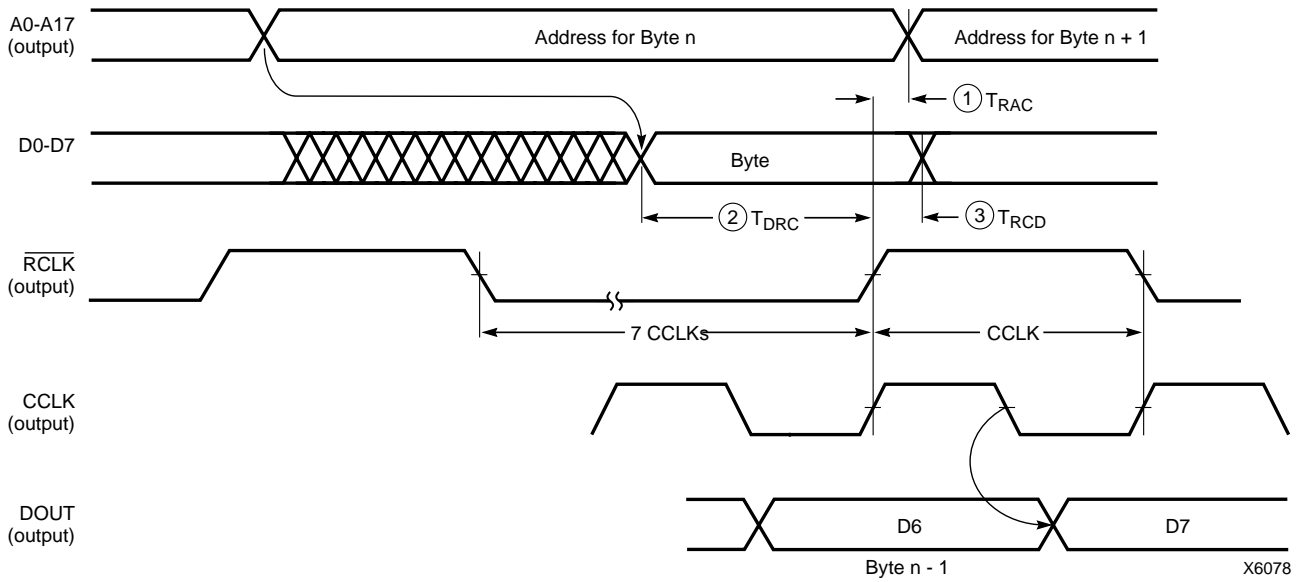 A0-A17
(output)
Address for Byte n
Address for Byte n + 1
1 TRAC
D0-D7
Byte
2 TDRC
3 TRCD
RCLK
(output)
7 CCLKs
CCLK
CCLK
(output)
DOUT
(output)
D6
D7
Byte n - 1
X6078